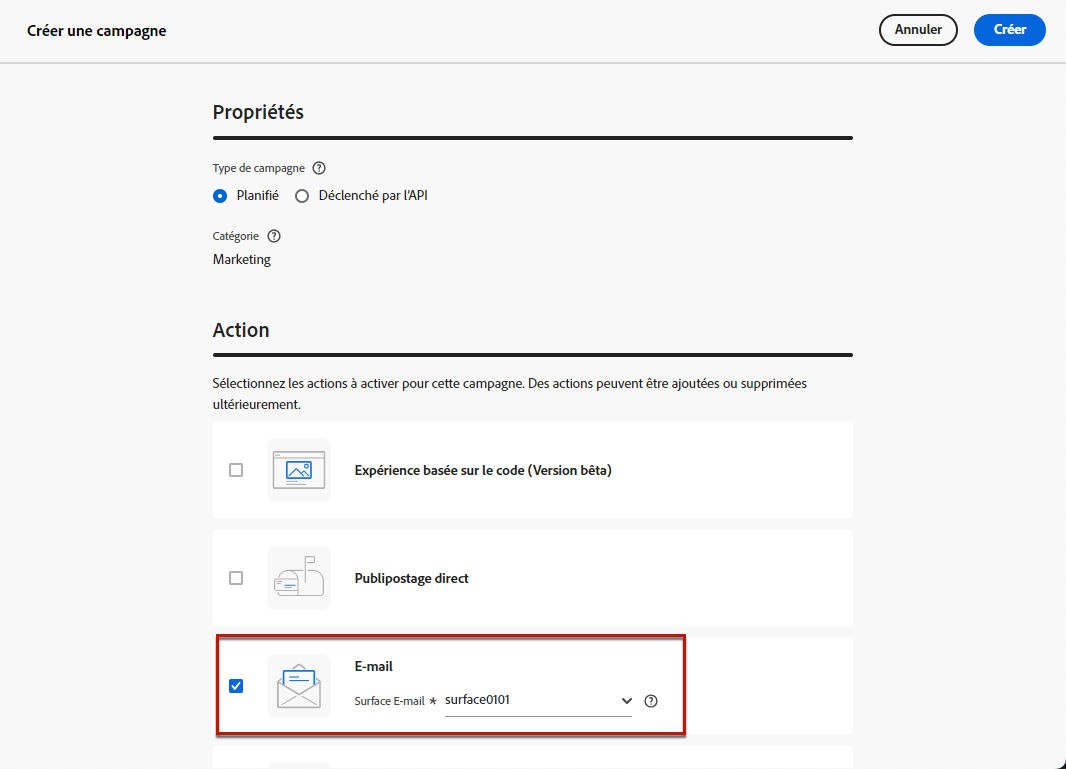 Créer une campagne
Annuler
Créer
Propriétés
Type de campagne
Planifié
Déclenché par l'API
Catégorie
Marketing
Action
Sélectionnez les actions à activer pour cette campagne. Des actions peuvent être ajoutées ou supprimées
ultérieurement.
Expérience basée sur le code (Version bêta)
Publipostage direct
E-mail
Surface E-mail * surface0101